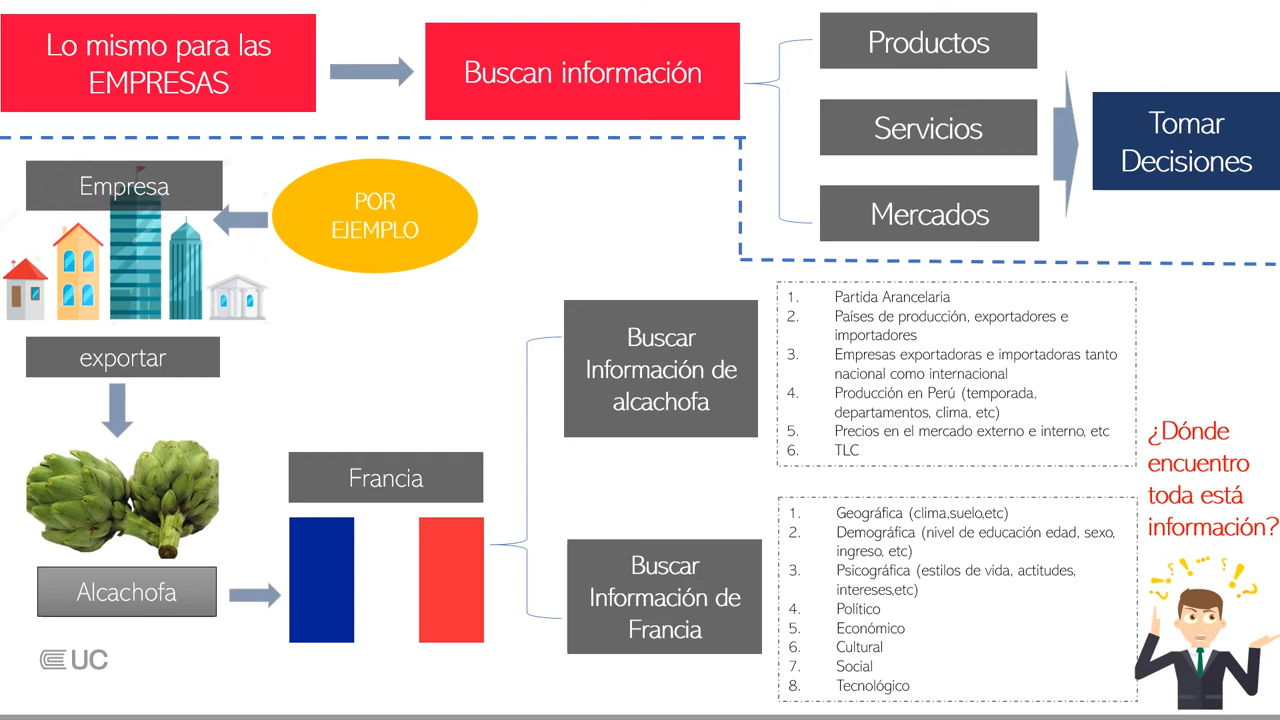 Lo mismo para las
EMPRESAS
Buscan información
Productos
Servicios
Mercados
Tomar
Decisiones
POR
EJEMPLO
Empresa
exportar
Alcachofa
Francia
Buscar
Información de
alcachofa
1. Partida Arancelaria
2. Países de producción, exportadores e
importadores
3. Empresas exportadoras e importadoras tanto
nacional como internacional
4. Producción en Perú (temporada,
departamentos, clima, etc)
5. Precios en el mercado externo e interno, etc
6. TLC
Buscar
Información de
Francia
1. Geográfica (clima,suelo,etc)
2. Demográfica (nivel de educación edad, sexo,
ingreso, etc)
3. Psicográfica (estilos de vida, actitudes,
intereses,etc)
4. Político
5. Económico
6. Cultural
7. Social
8. Tecnológico
¿Dónde
encuentro
toda está
información?
UC